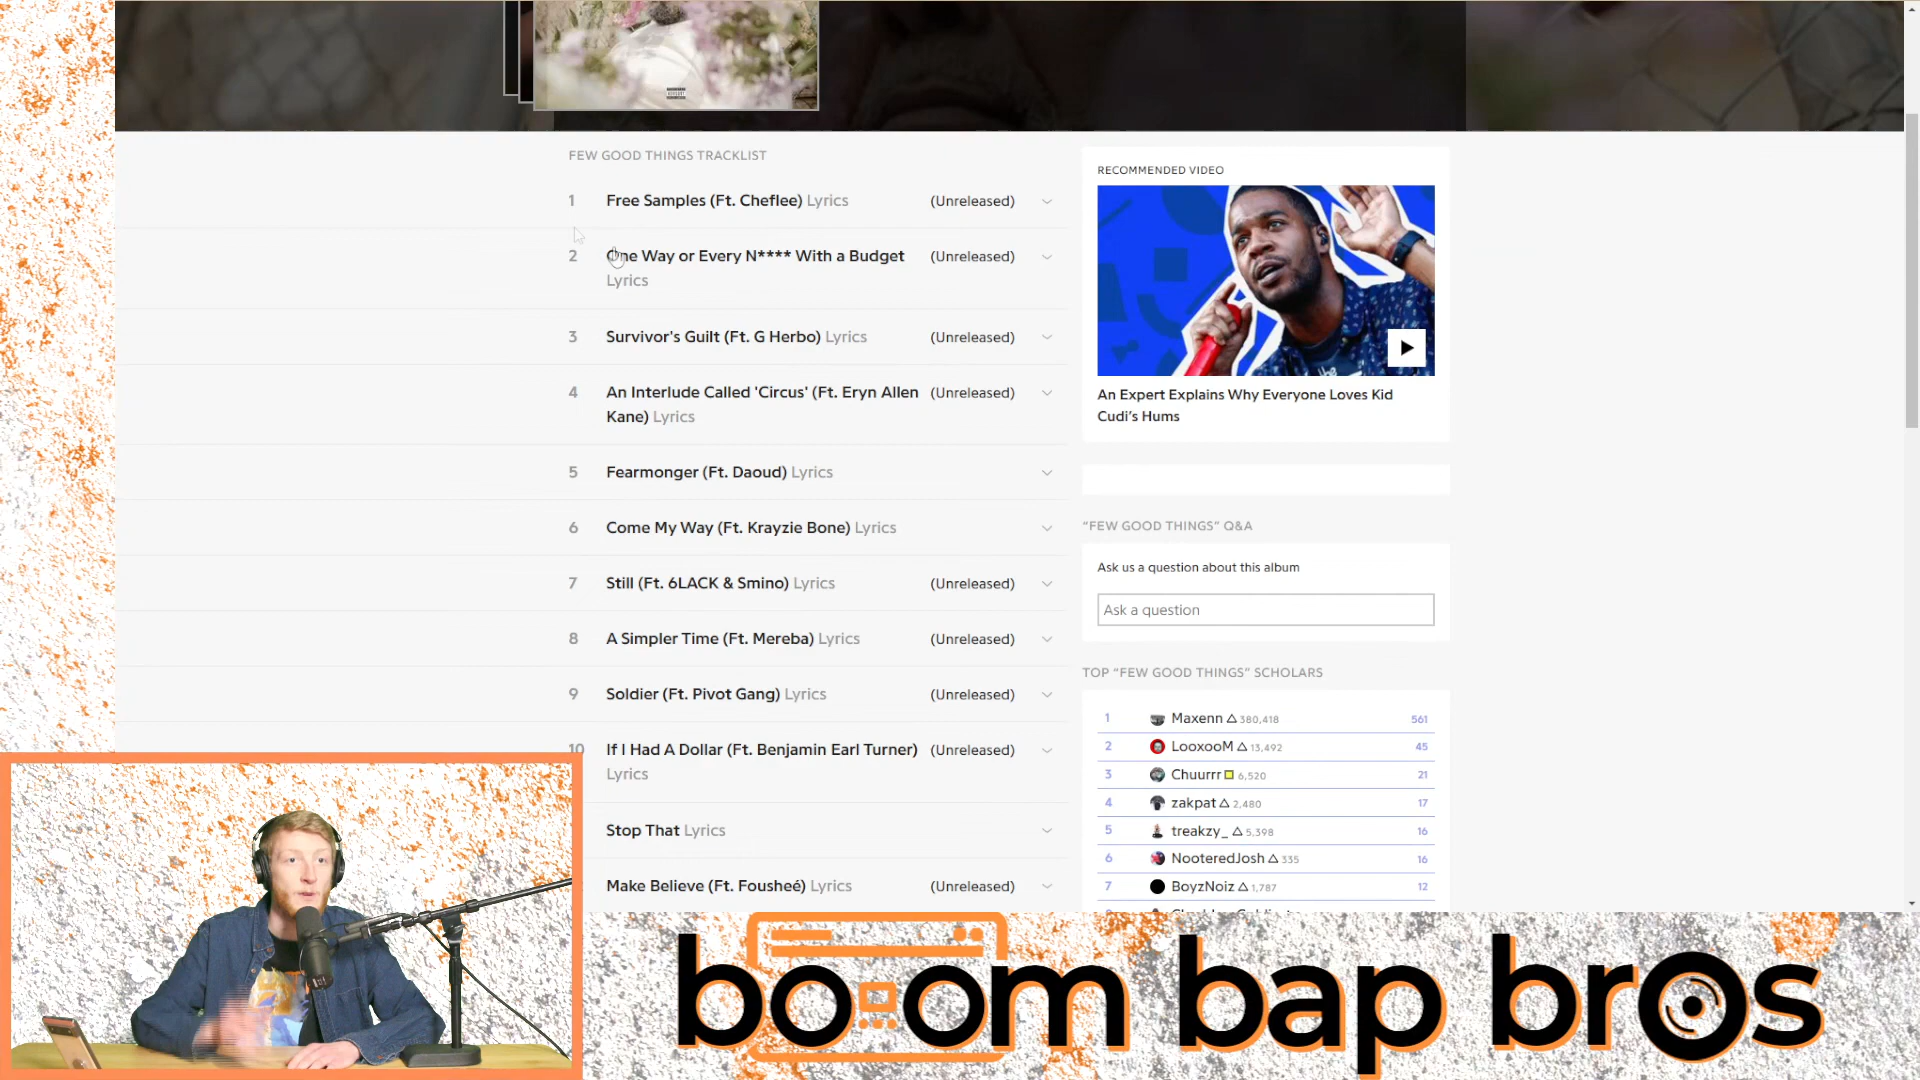 FEW GOOD THINGS TRACKLIST
1 Free Samples (Ft. Cheflee) Lyrics (Unreleased)
2 One Way or Every N**** With a Budget (Unreleased)
Lyrics
3 Survivor's Guilt (Ft. G Herbo) Lyrics (Unreleased)
4 An Interlude Called 'Circus' (Ft. Eryn Allen (Unreleased)
Kane) Lyrics
5 Fearmonger (Ft. Daoud) Lyrics
6 Come My Way (Ft. Krayzie Bone) Lyrics
7 Still (Ft. 6LACK & Smino) Lyrics (Unreleased)
8 A Simpler Time (Ft. Mereba) Lyrics (Unreleased)
9 Soldier (Ft. Pivot Gang) Lyrics (Unreleased)
10 If I Had A Dollar (Ft. Benjamin Earl Turner) (Unreleased)
Lyrics
Stop That Lyrics
Make Believe (Ft. Fousheé) Lyrics (Unreleased)
RECOMMENDED VIDEO
An Expert Explains Why Everyone Loves Kid
Cudi's Hums
“FEW GOOD THINGS” Q&A
Ask us a question about this album
Ask a question
TOP “FEW GOOD THINGS” SCHOLARS
1 Maxenn 380,418 561
2 LooxooM 13,492 45
3 Chuurrr 6,520 21
4 zakpat 2,480 17
5 treakzy_ 5,398 16
6 NooteredJosh 335 16
7 BoyzNoiz 1,787 12
boom bap bros